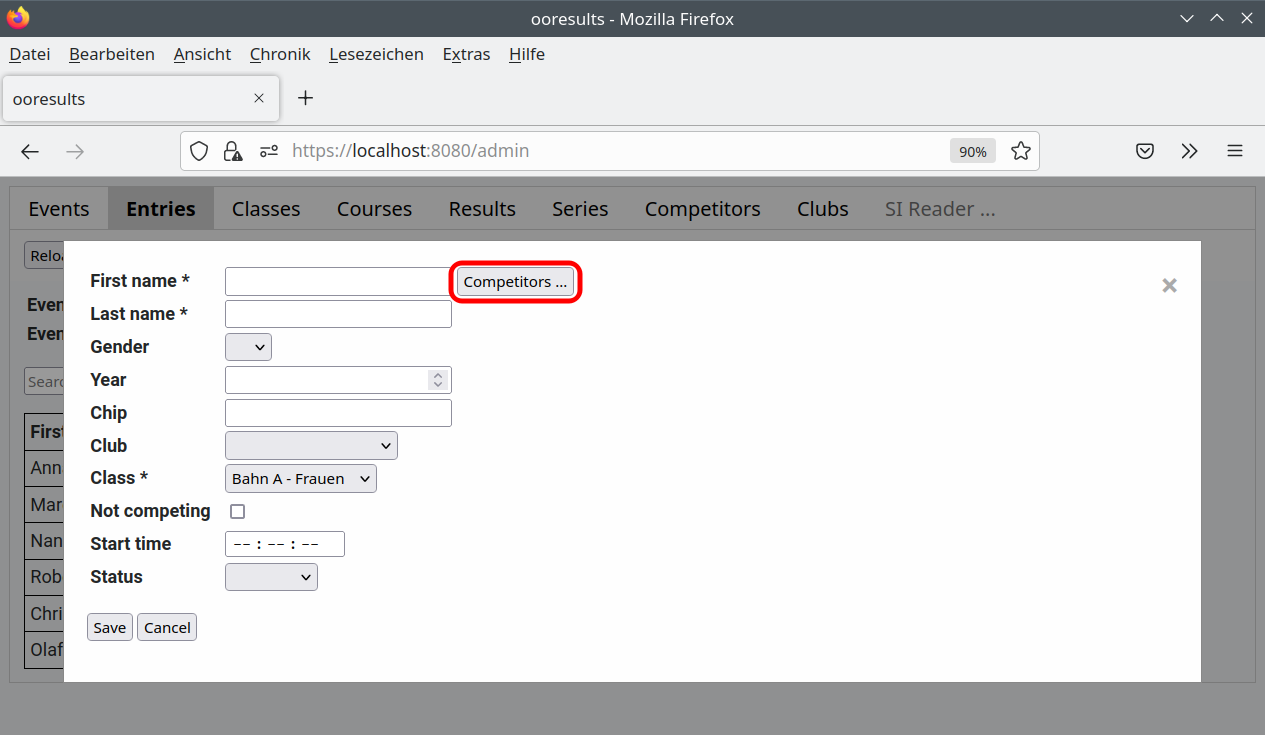 ooresults - Mozilla Firefox
Datei Bearbeiten Ansicht Chronik Lesezeichen Extras Hilfe
ooresults
https://localhost:8080/admin 90%
Events Entries Classes Courses Results Series Competitors Clubs SI Reader ...
Reloa
First name * Competitors ...
Even
Last name *
Even
Gender
Year
Searc
Chip
First
Club
Ann
Class * Bahn A - Frauen
Mar
Not competing
Nan
Start time --:--:--
Rob
Status
Chri
Save Cancel
Olaf